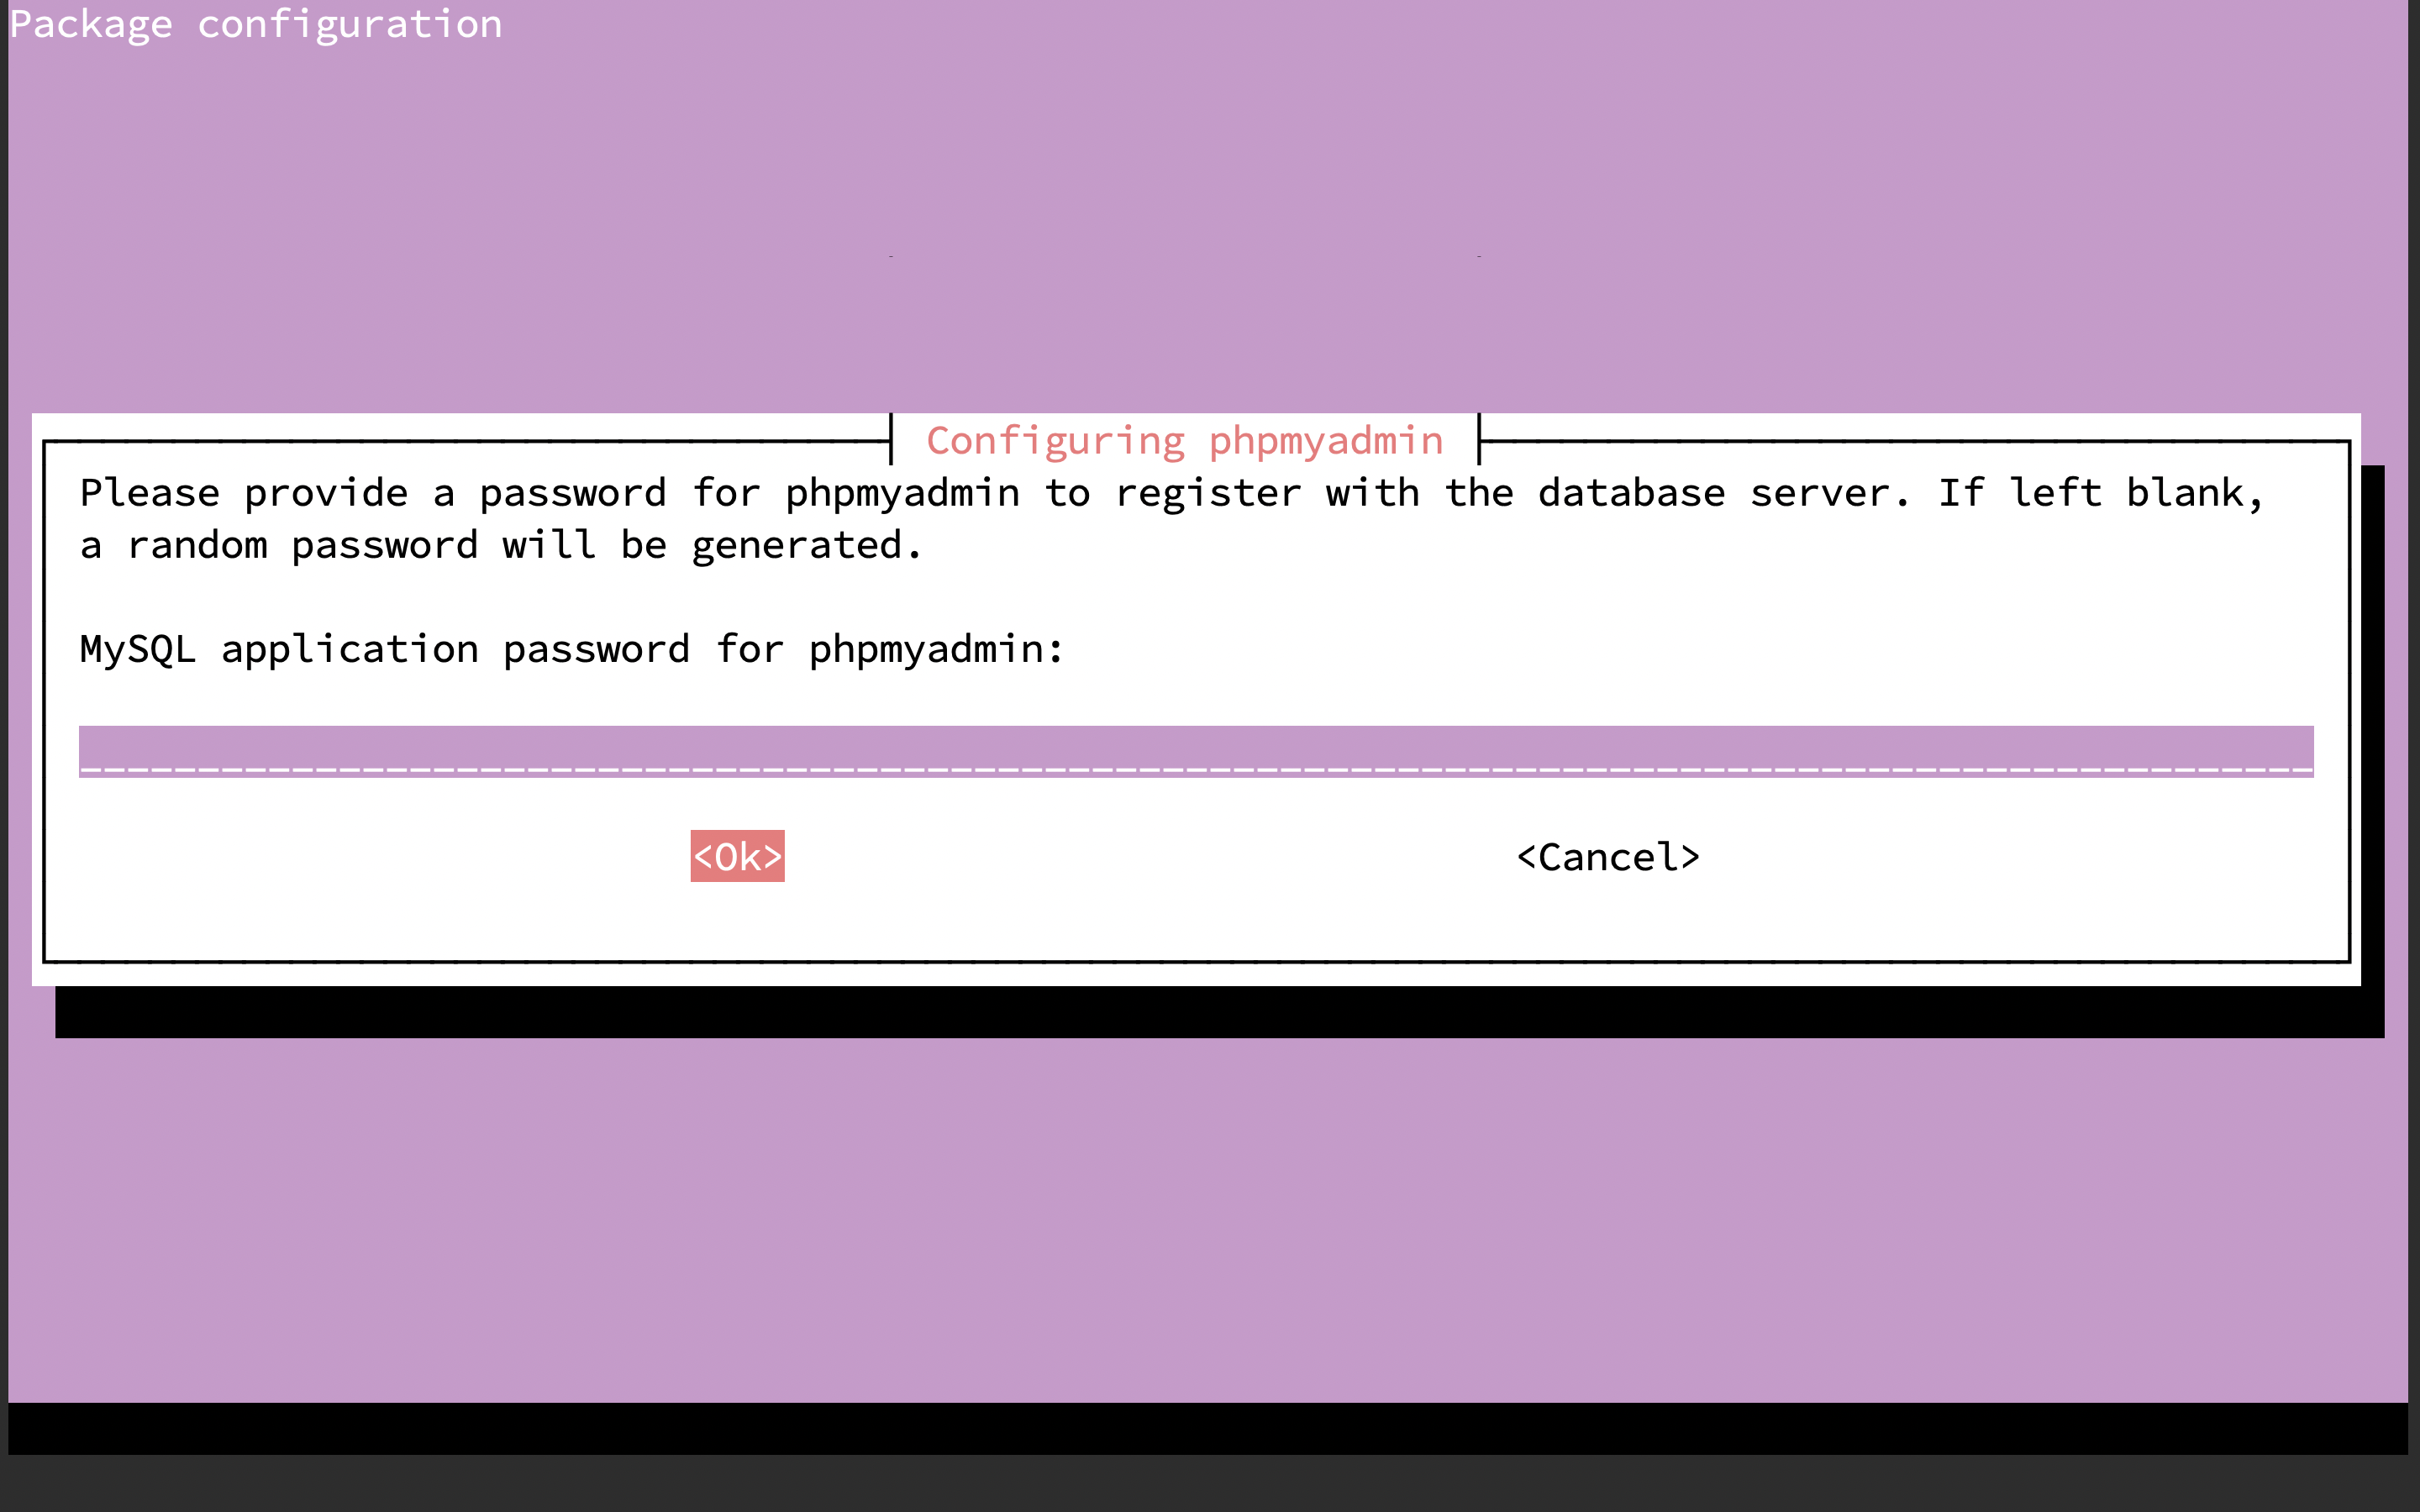 Package configuration
Configuring phpmyadmin
Please provide a password for phpmyadmin to register with the database server. If left blank,
a random password will be generated.
MySQL application password for phpmyadmin:
<Ok> <Cancel>